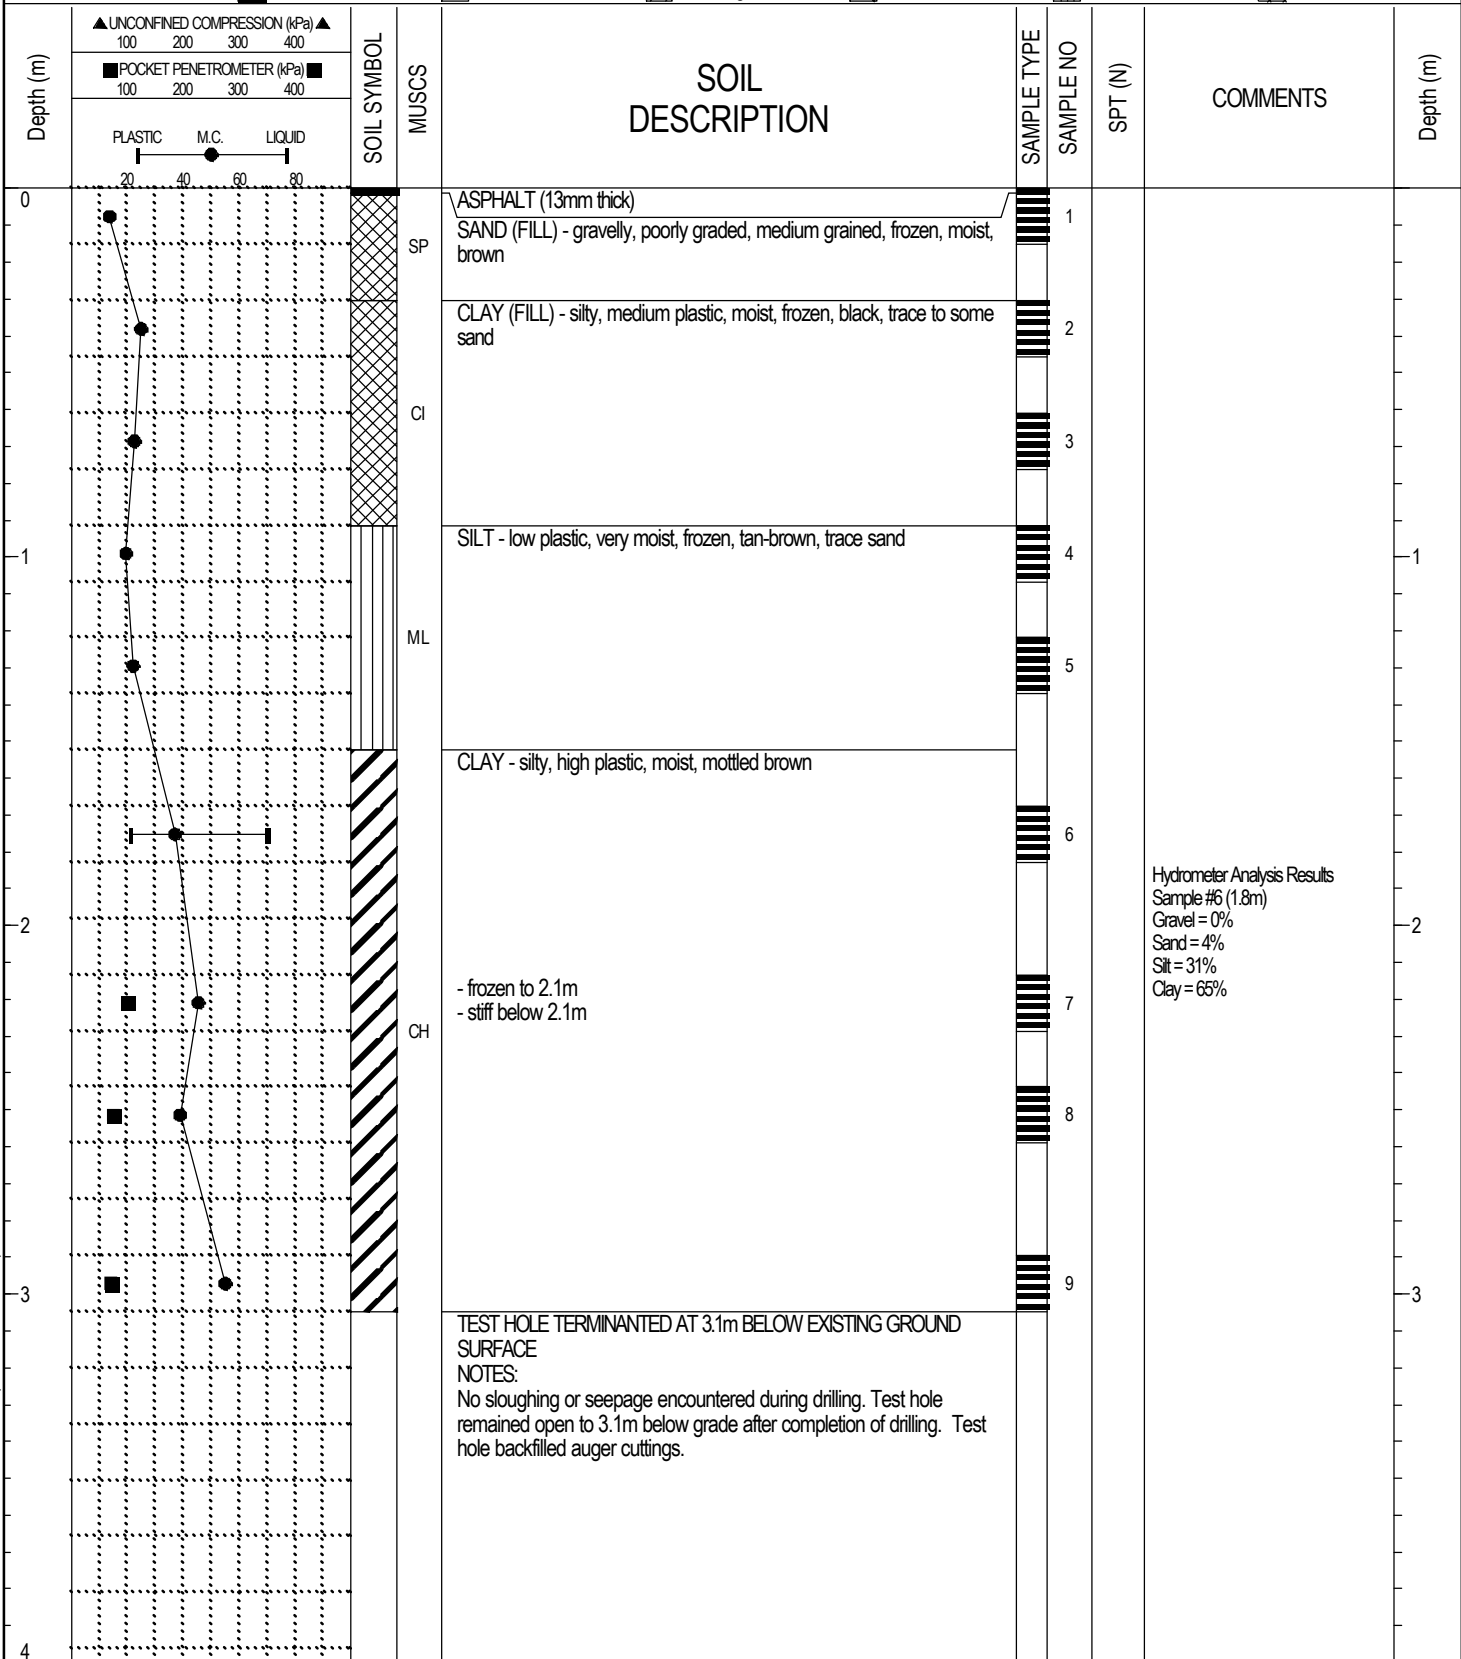 ▲UNCONFINED COMPRESSION (kPa)▲
100 200 300 400
■POCKET PENETROMETER (kPa)■
100 200 300 400
PLASTIC M.C. LIQUID
20 40 60 80
Depth (m)
SOIL SYMBOL
MUSCS
SOIL
DESCRIPTION
SAMPLE TYPE
SAMPLE NO
SPT (N)
COMMENTS
Depth (m)
0
ASPHALT (13mm thick)
1
SP
SAND (FILL) - gravelly, poorly graded, medium grained, frozen, moist,
brown
CLAY (FILL) - silty, medium plastic, moist, frozen, black, trace to some
sand
2
CI
3
SILT - low plastic, very moist, frozen, tan-brown, trace sand
4
1
1
ML
5
CLAY - silty, high plastic, moist, mottled brown
6
Hydrometer Analysis Results
Sample #6 (1.8m)
Gravel = 0%
Sand = 4%
Silt = 31%
Clay = 65%
2
2
- frozen to 2.1m
- stiff below 2.1m
7
CH
8
9
3
3
TEST HOLE TERMINANTED AT 3.1m BELOW EXISTING GROUND
SURFACE
NOTES:
No sloughing or seepage encountered during drilling. Test hole
remained open to 3.1m below grade after completion of drilling. Test
hole backfilled auger cuttings.
4